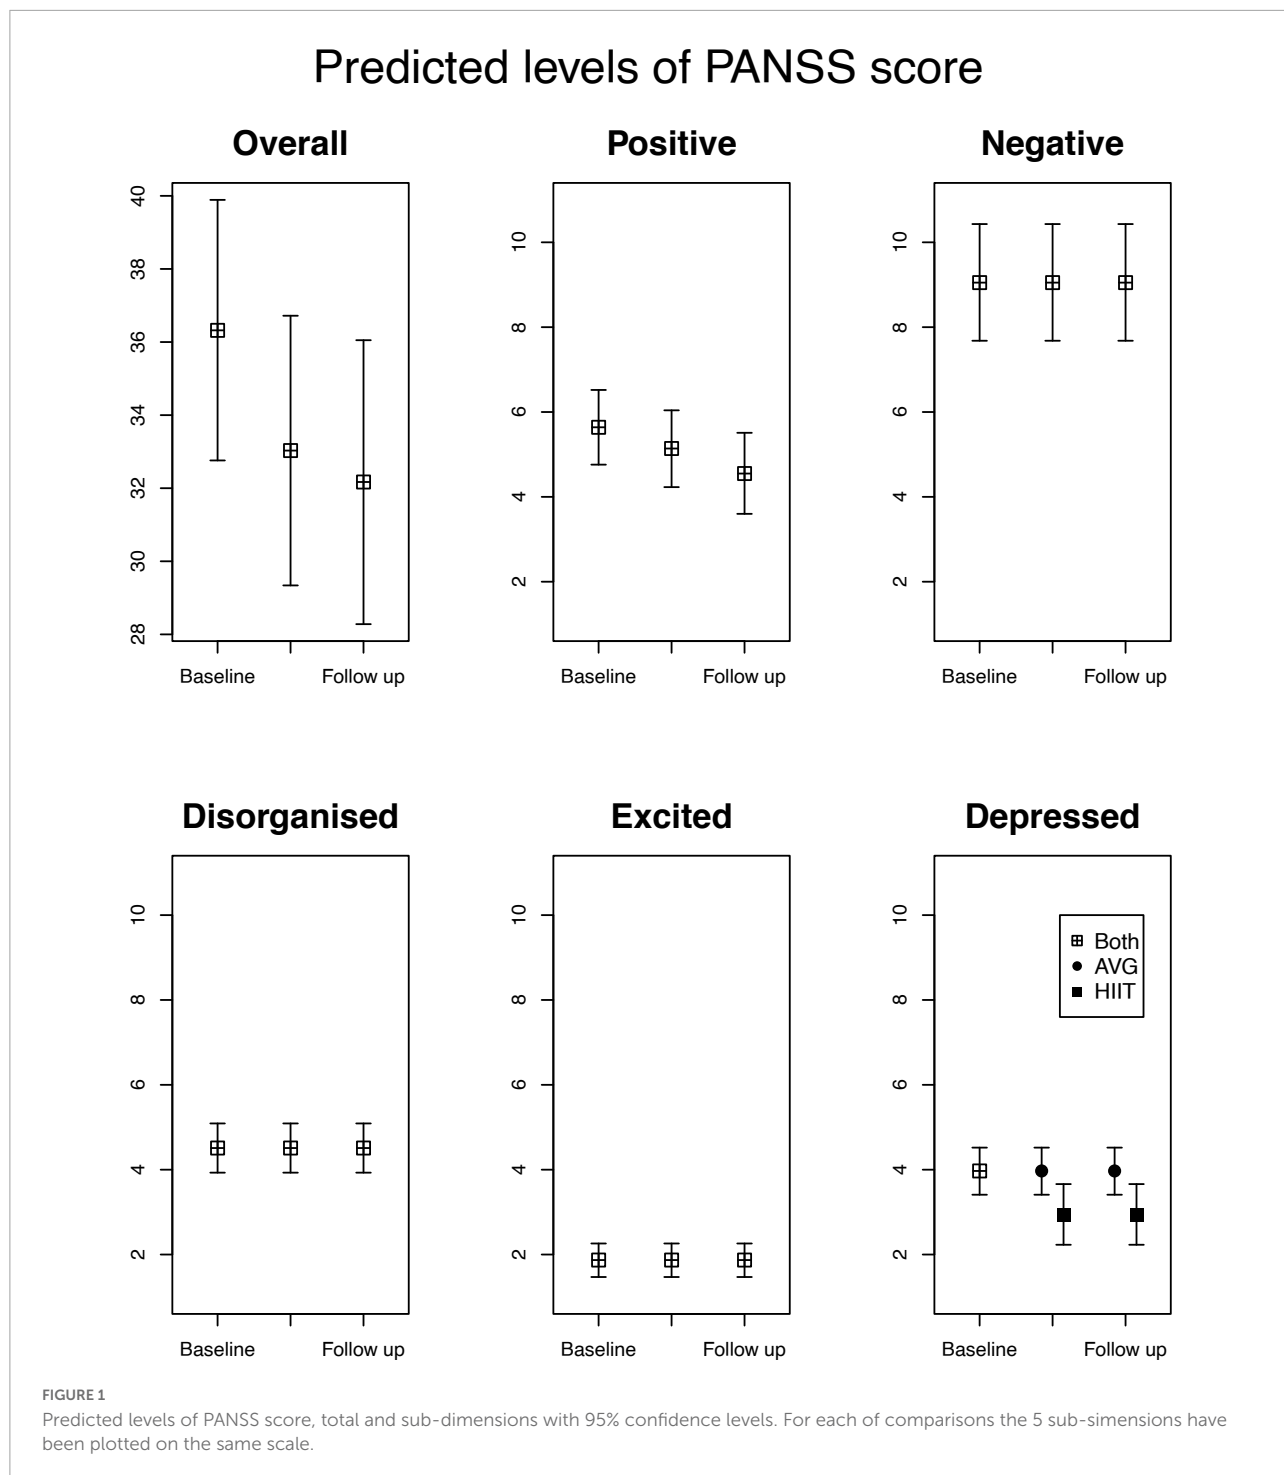 Predicted levels of PANSS score
Overall
Positive
Negative
40
38
36
34
32
30
28
Baseline
Follow up
10
8
6
4
2
Baseline
Follow up
10
8
6
4
2
Baseline
Follow up
Disorganised
Excited
Depressed
10
8
6
4
2
Baseline
Follow up
10
8
6
4
2
Baseline
Follow up
10
8
6
4
2
Both
AVG
HIIT
Baseline
Follow up
FIGURE 1
Predicted levels of PANSS score, total and sub-dimensions with 95% confidence levels. For each of comparisons the 5 sub-simensions have
been plotted on the same scale.